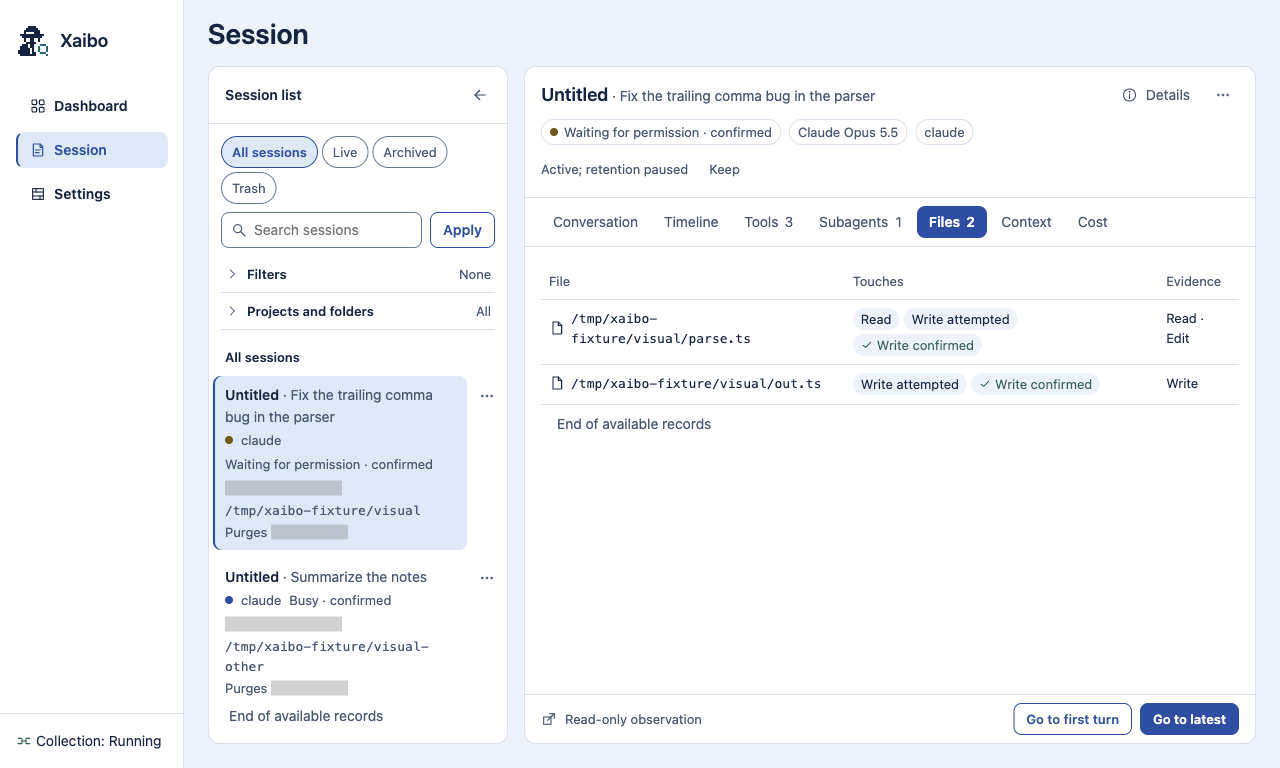 Xaibo
Dashboard
Session
Settings
Collection: Running
Session
Session list
All sessions
Live
Archived
Trash
Search sessions
Apply
Filters
None
Projects and folders
All
All sessions
Untitled · Fix the trailing comma
bug in the parser
claude
Waiting for permission · confirmed
/tmp/xaibo-fixture/visual
Purges
Untitled · Summarize the notes
claude Busy · confirmed
/tmp/xaibo-fixture/visual-
other
Purges
End of available records
Untitled · Fix the trailing comma bug in the parser
Details
Waiting for permission · confirmed
Claude Opus 5.5
claude
Active; retention paused
Keep
Conversation
Timeline
Tools 3
Subagents 1
Files 2
Context
Cost
File
Touches
Evidence
/tmp/xaibo-
fixture/visual/parse.ts
Read
Write attempted
Write confirmed
Read ·
Edit
/tmp/xaibo-fixture/visual/out.ts
Write attempted
Write confirmed
Write
End of available records
Read-only observation
Go to first turn
Go to latest